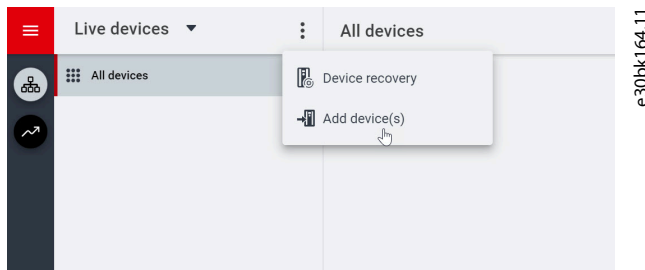 Live devices
All devices
All devices
Device recovery
Add device(s)
e30bk164.11